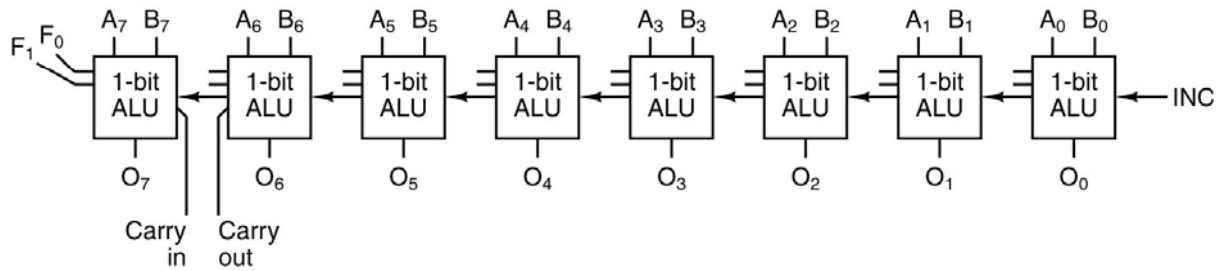 A₇ B₇ A₆ B₆ A₅ B₅ A₄ B₄ A₃ B₃ A₂ B₂ A₁ B₁ A₀ B₀
F₁ F₀
1-bit 1-bit 1-bit 1-bit 1-bit 1-bit 1-bit 1-bit
ALU ALU ALU ALU ALU ALU ALU ALU INC
O₇ O₆ O₅ O₄ O₃ O₂ O₁ O₀
Carry Carry
in out